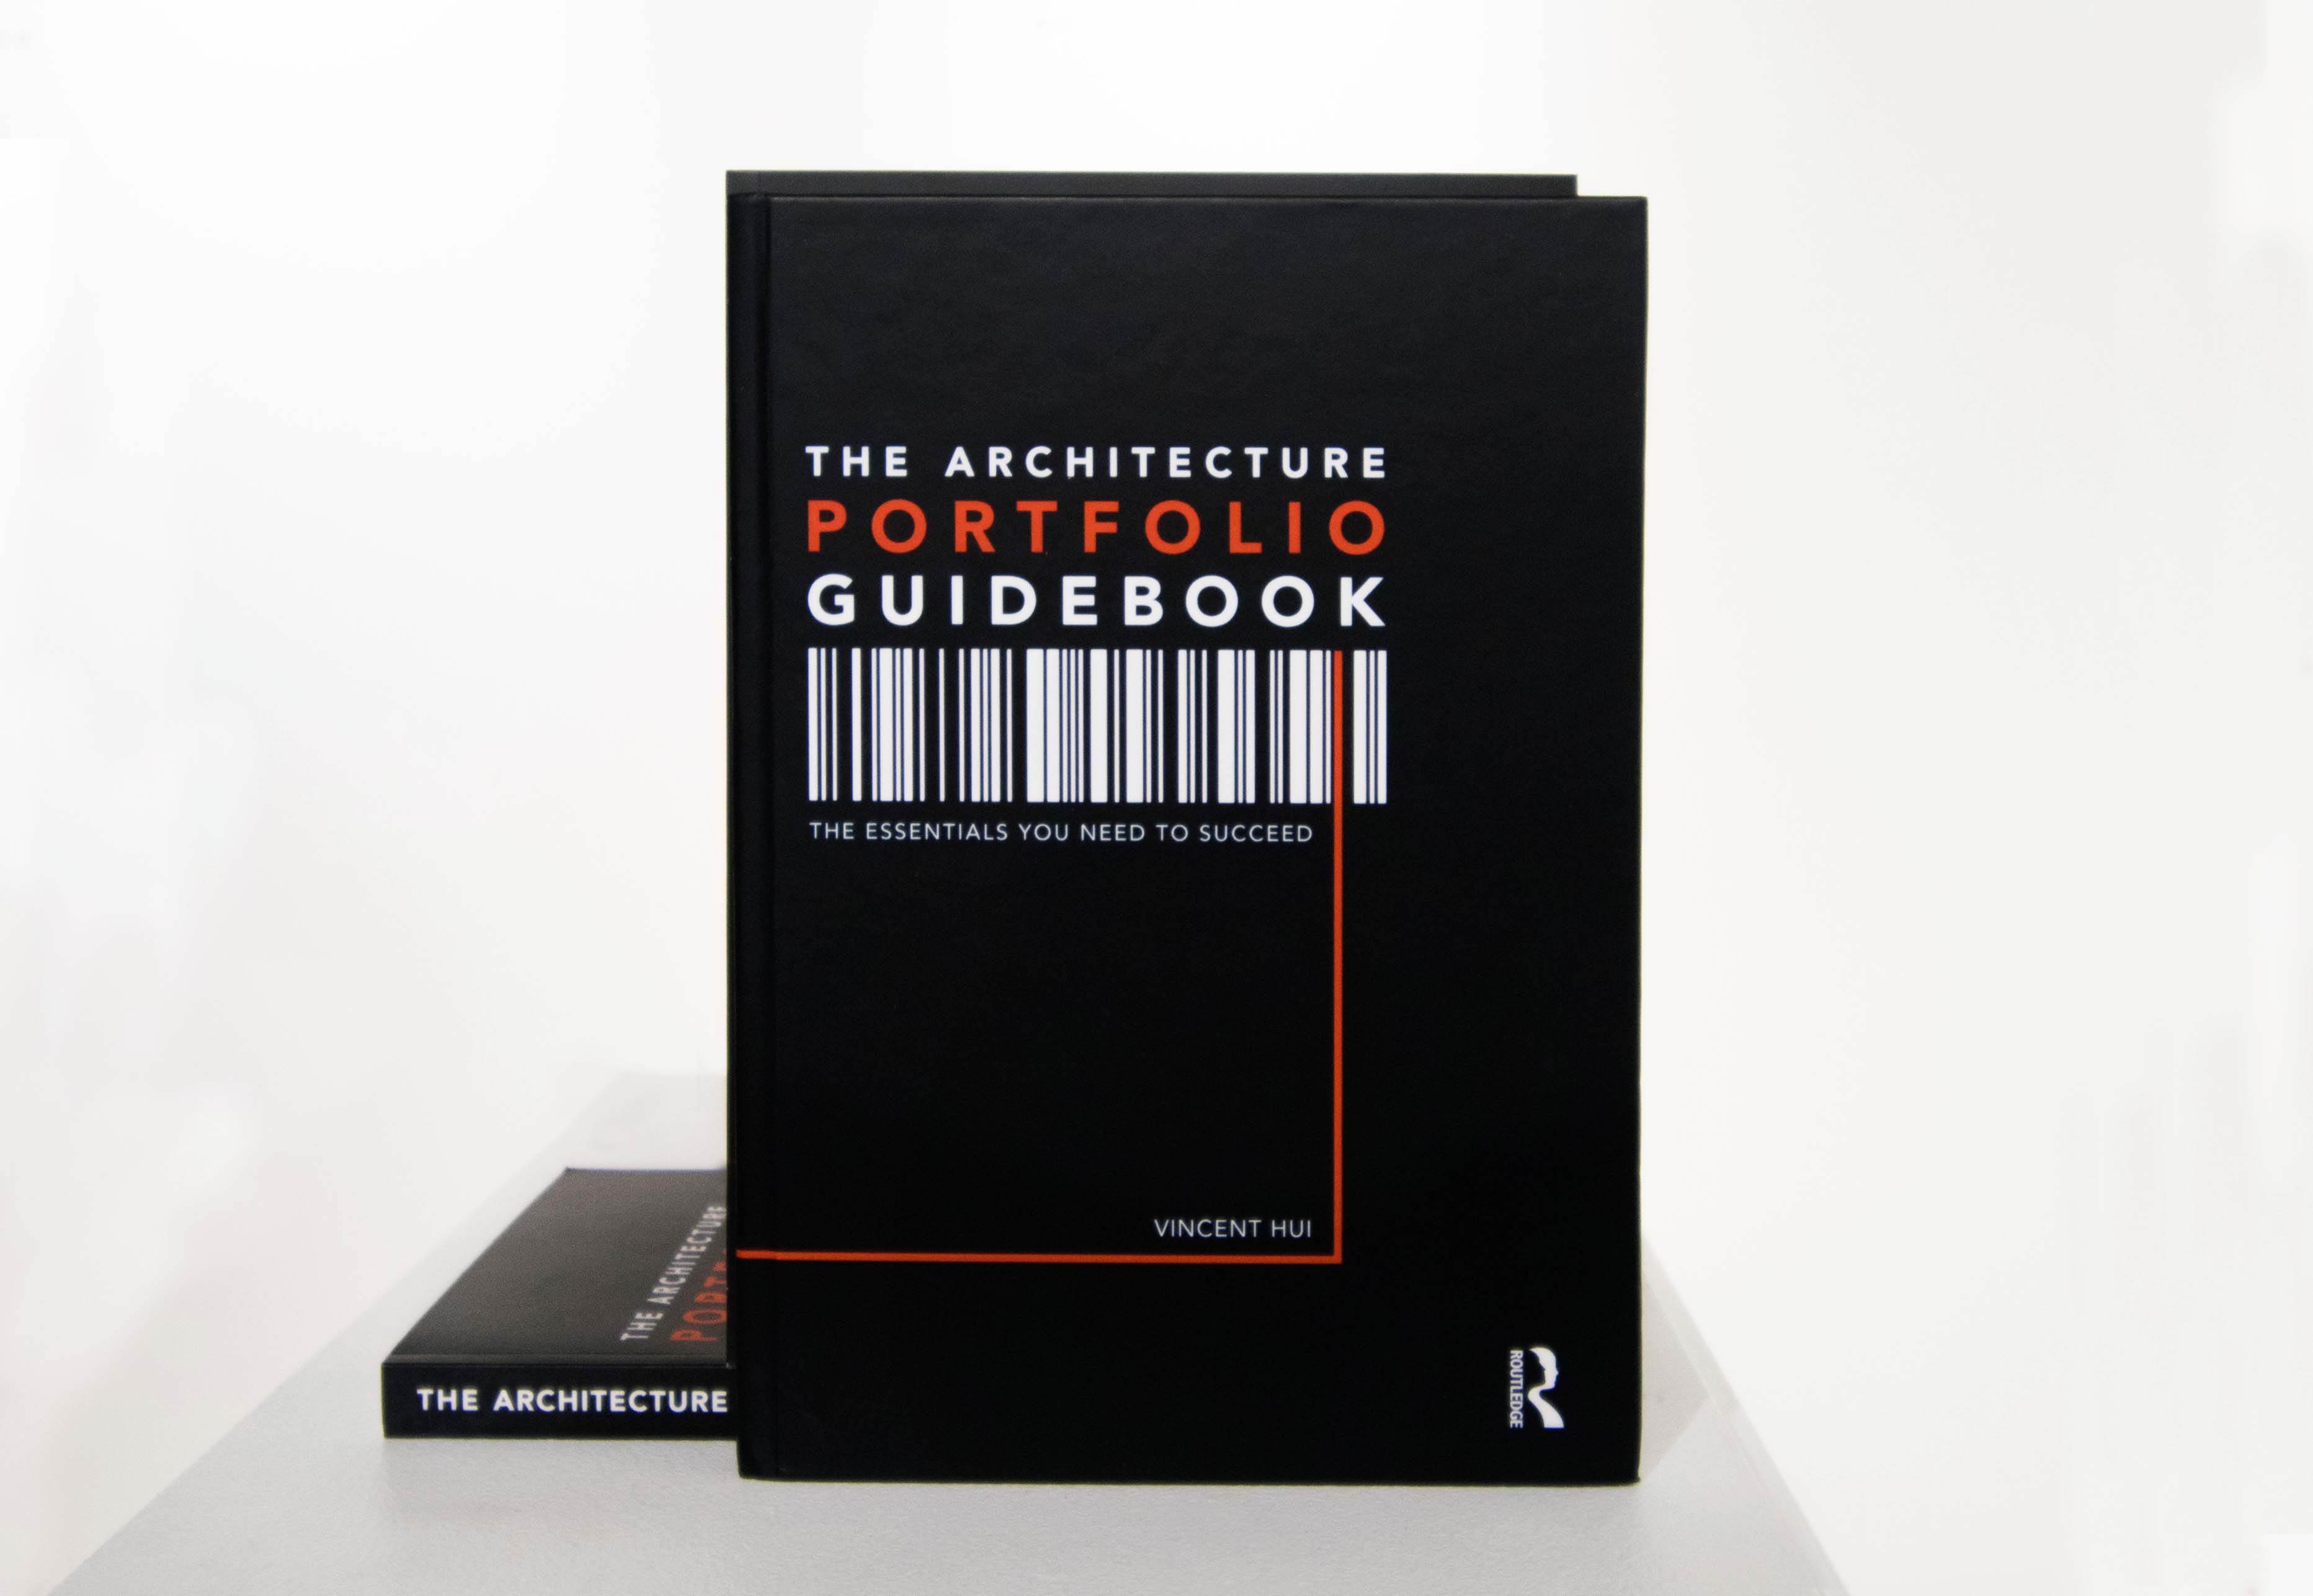 THE ARCHITECTURE
PORTFOLIO
GUIDEBOOK
THE ESSENTIALS YOU NEED TO SUCCEED
VINCENT HUI
ROUTLEDGE
THE ARCHITECTURE
THE ARCHITECTURE